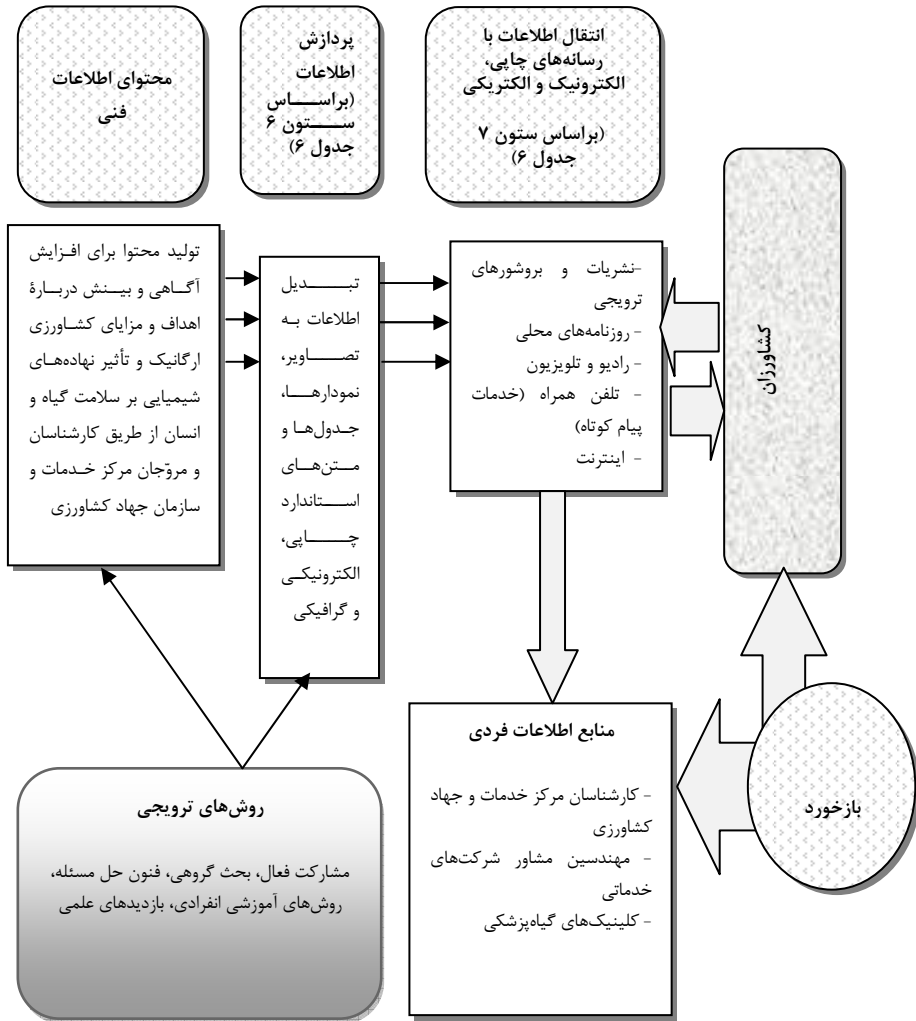 محتوای اطلاعات
فنی
پردازش
اطلاعات
(براساس
ستون ۶
جدول ۶)
انتقال اطلاعات با
رسانه‌های چاپی،
الکترونیک و الکتریکی
(براساس ستون ۷
جدول ۶)
تولید محتوا برای افزایش
آگاهی و بینش دربارهٔ
اهداف و مزایای کشاورزی
ارگانیک و تأثیر نهاده‌های
شیمیایی بر سلامت گیاه و
انسان از طریق کارشناسان
و مروّجان مرکز خدمات و
سازمان جهاد کشاورزی
تبدیل
اطلاعات به
تصاویر،
نمودارها،
جدول‌ها و
متن‌های
استاندارد
چاپی،
الکترونیکی
و گرافیکی
-نشریات و بروشورهای
ترویجی
- روزنامه‌های محلی
- رادیو و تلویزیون
- تلفن همراه (خدمات
پیام کوتاه)
- اینترنت
کشاورزان
روش‌های ترویجی
مشارکت فعال، بحث گروهی، فنون حل مسئله،
روش‌های آموزشی انفرادی، بازدیدهای علمی
منابع اطلاعات فردی
- کارشناسان مرکز خدمات و جهاد
کشاورزی
- مهندسین مشاور شرکت‌های
خدماتی
- کلینیک‌های گیاه‌پزشکی
بازخورد